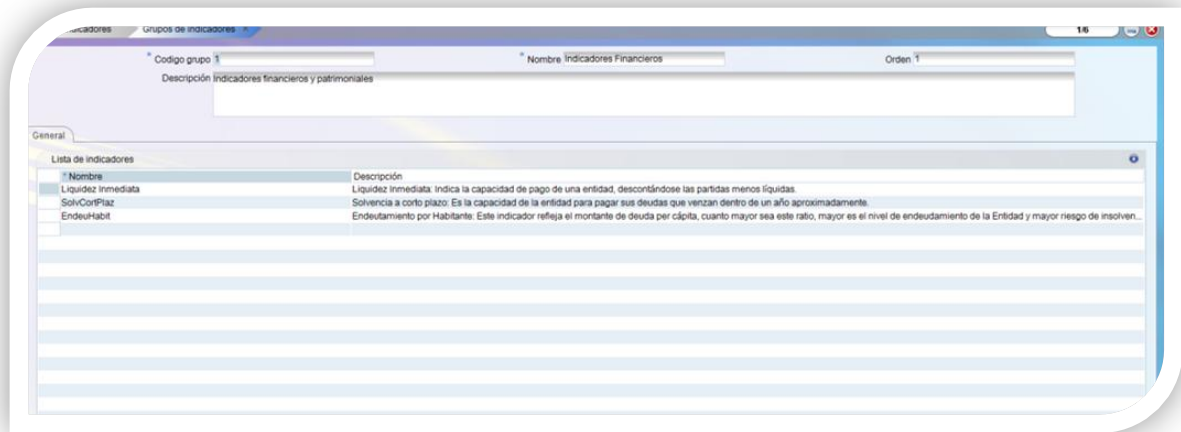 Grupos de indicadores × 1/6
* Codigo grupo 1 * Nombre Indicadores Financieros Orden 1
Descripción Indicadores financieros y patrimoniales
General
Lista de indicadores
* Nombre Descripción
Liquidez Inmediata Liquidez Inmediata: Indica la capacidad de pago de una entidad, descontándose las partidas menos líquidas.
SolvCortPlaz Solvencia a corto plazo: Es la capacidad de la entidad para pagar sus deudas que venzan dentro de un año aproximadamente.
EndeuHabit Endeutamiento por Habitante: Este indicador refleja el montante de deuda per cápita, cuanto mayor sea este ratio, mayor es el nivel de endeudamiento de la Entidad y mayor riesgo de insolven...